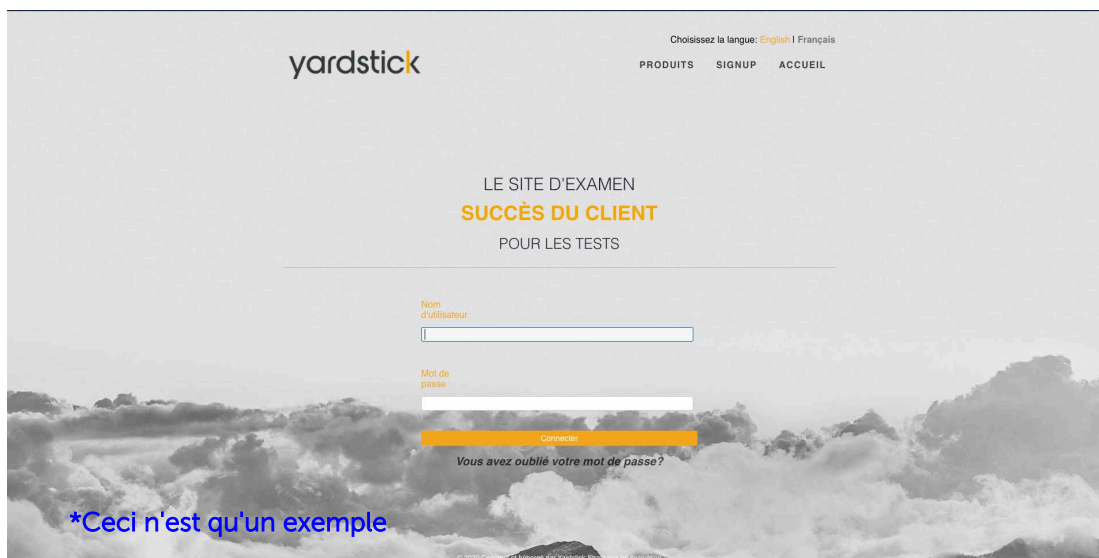 Choisissez la langue: English | Français
yardstick
PRODUITS SIGNUP ACCUEIL
LE SITE D'EXAMEN
SUCCÈS DU CLIENT
POUR LES TESTS
Nom
d'utilisateur
Mot de
passe
Connecter
Vous avez oublié votre mot de passe?
*Ceci n'est qu'un exemple